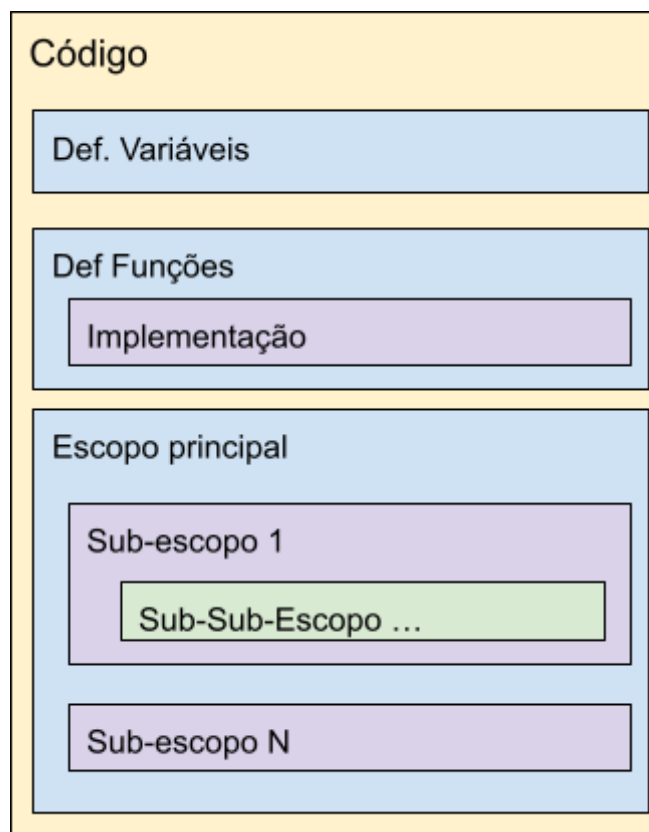 Código
Def. Variáveis
Def Funções
Implementação
Escopo principal
Sub-escopo 1
Sub-Sub-Escopo …
Sub-escopo N